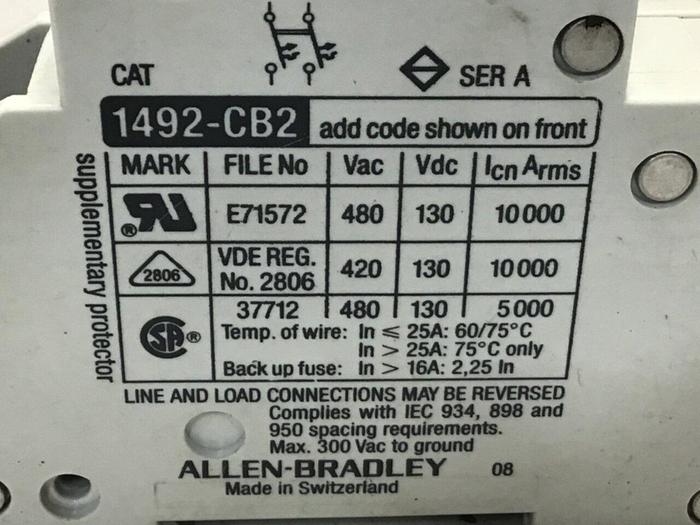 CAT SER A
1492-CB2 add code shown on front
supplementary protector
MARK FILE No Vac Vdc Icn Arms
RU® E71572 480 130 10 000
2806 VDE REG. No. 2806 420 130 10 000
SA® 37712 480 130 5 000
Temp. of wire: In ≤ 25A: 60/75°C
In > 25A: 75°C only
Back up fuse: In > 16A: 2,25 In
LINE AND LOAD CONNECTIONS MAY BE REVERSED
Complies with IEC 934, 898 and
950 spacing requirements.
Max. 300 Vac to ground
ALLEN-BRADLEY 08
Made in Switzerland